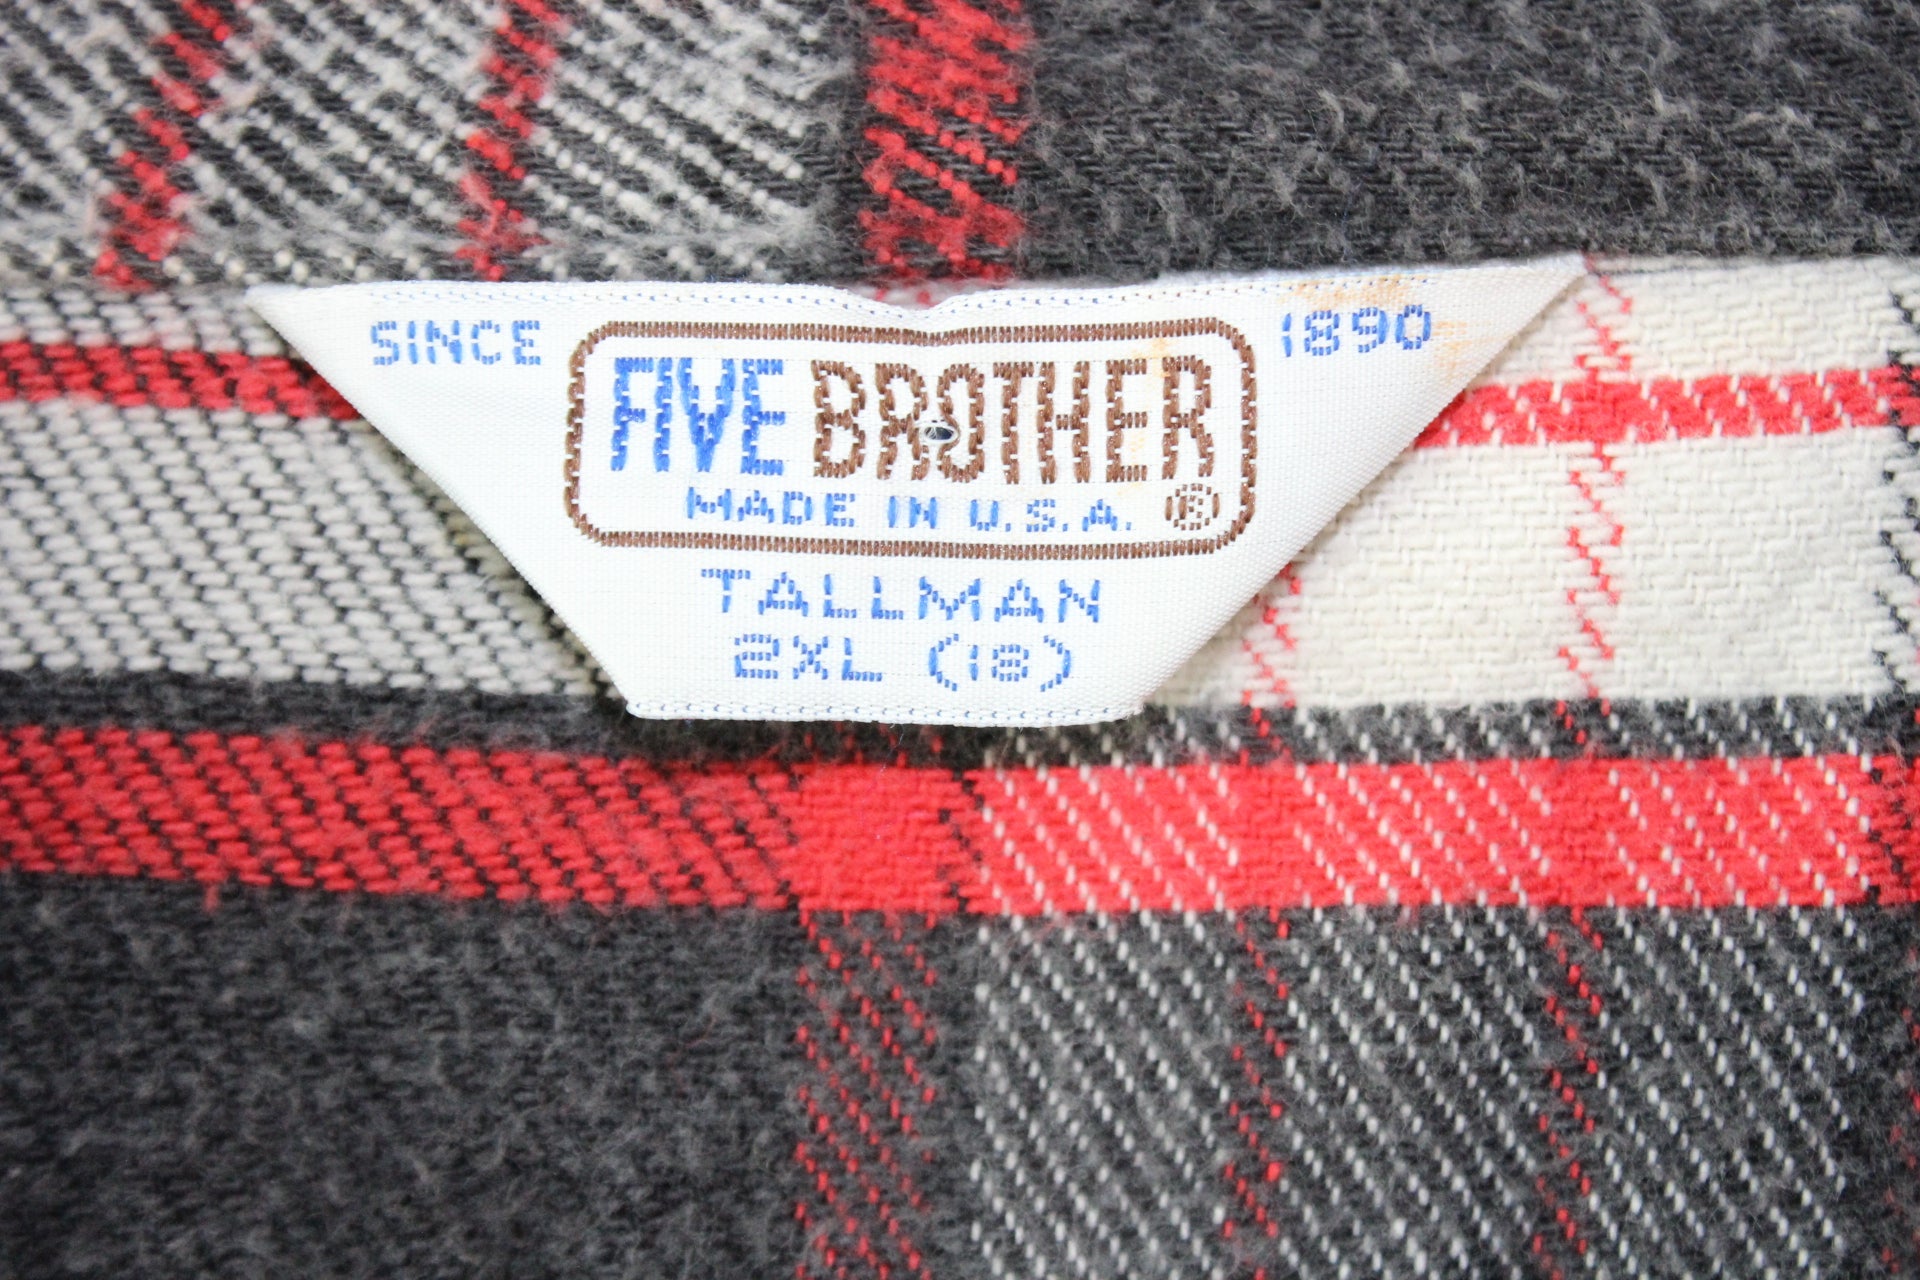 SINCE 1890
FIVE BROTHER
MADE IN U.S.A. ®
TALLMAN
2XL (18)